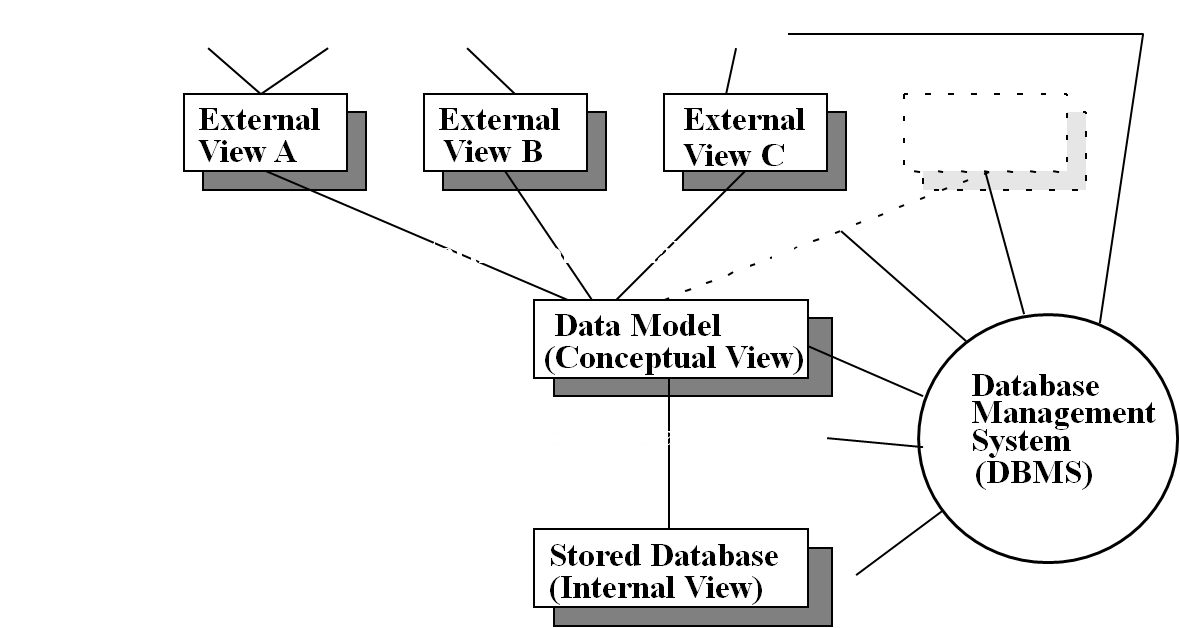 External
View A
External
View B
External
View C
Data Model
(Conceptual View)
Database
Management
System
(DBMS)
Stored Database
(Internal View)